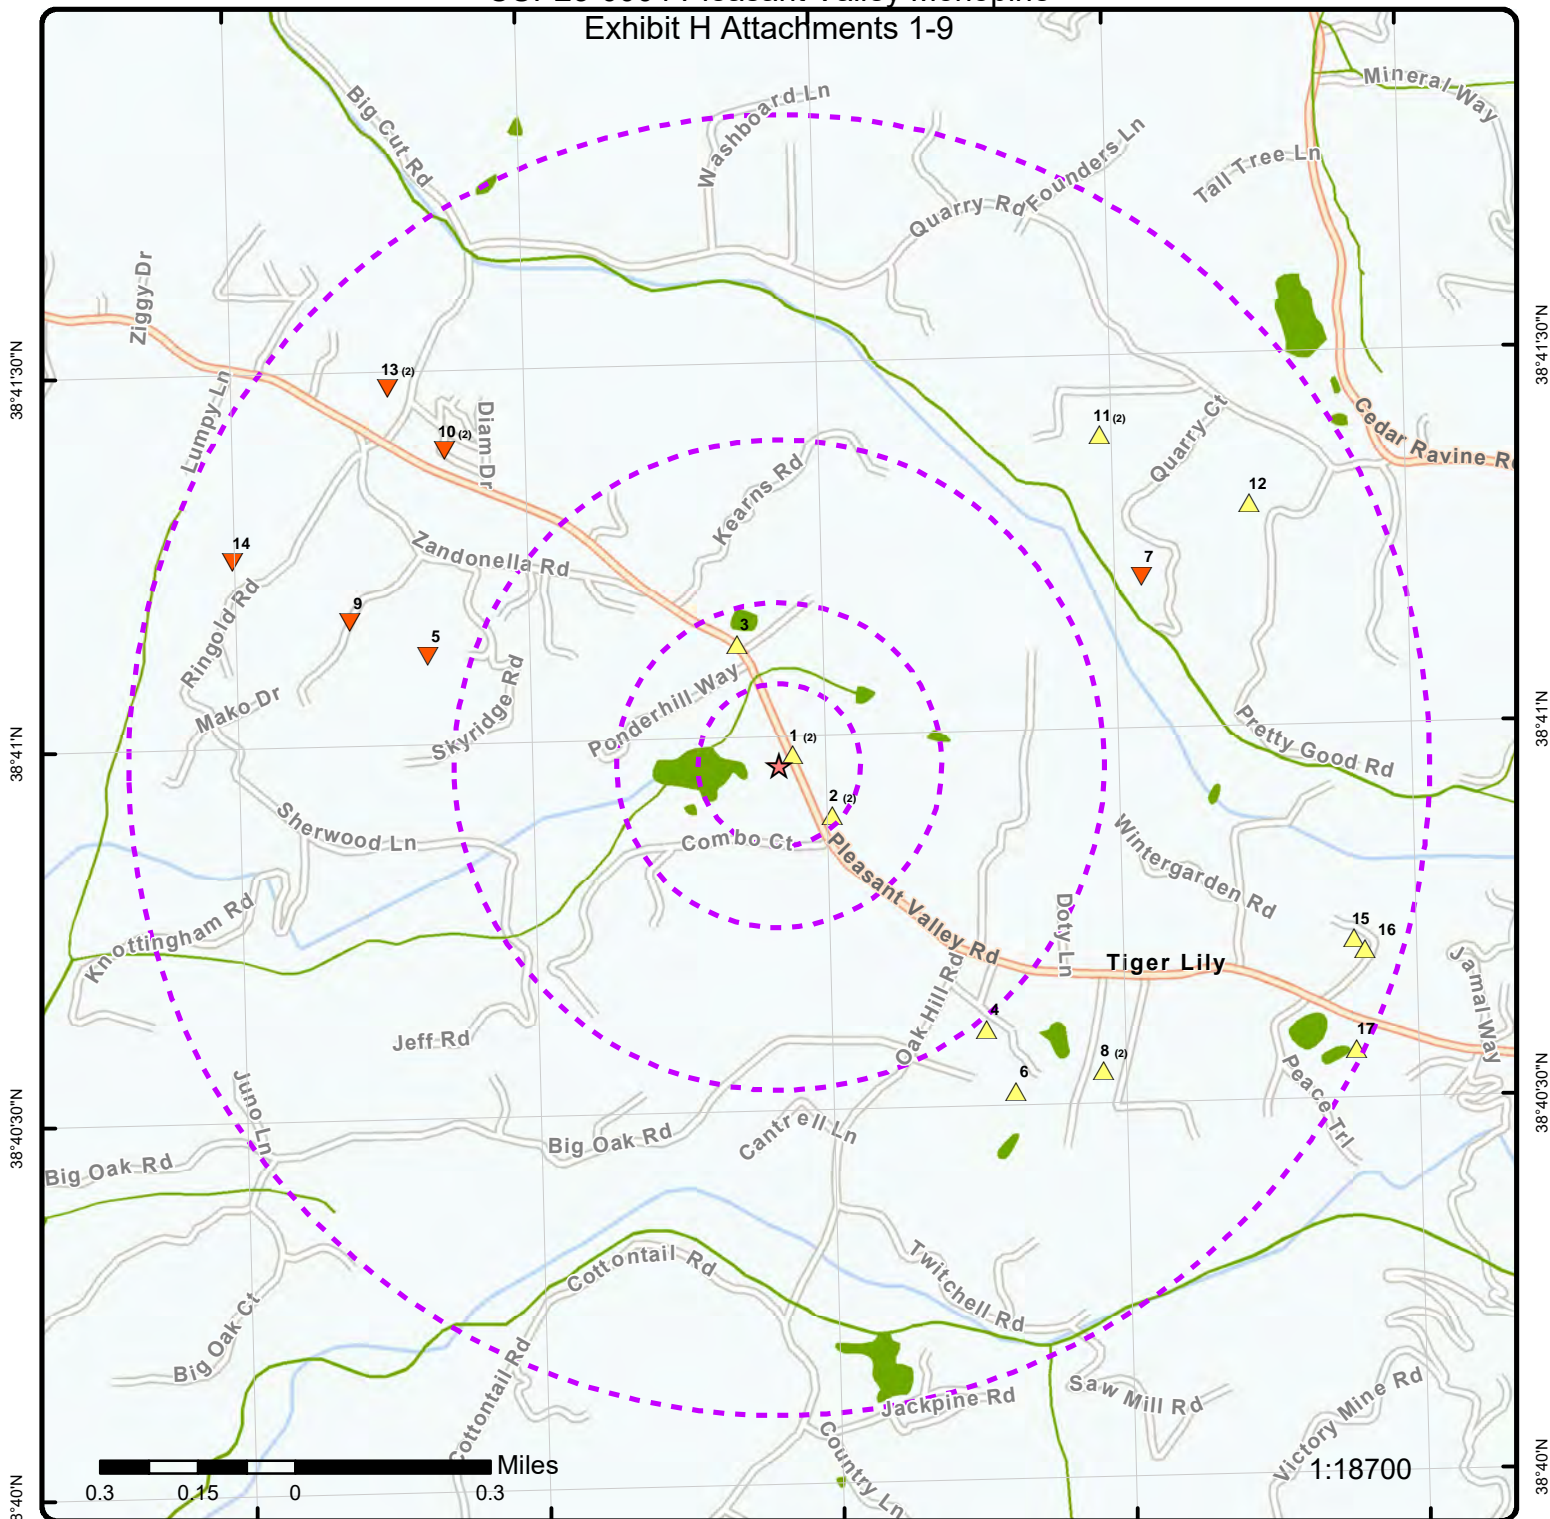 Exhibit H Attachments 1-9
Mineral Way
Big Cut Rd
Washboard Ln
Founders Ln
Tall Tree Ln
Quarry Rd
Ziggy Dr
38°41'30"N
38°41'30"N
13 (2)
Lumpy Ln
10 (2)
Diam Dr
11 (2)
Quarry Ct
Cedar Ravine R
Kearns Rd
12
14
Zandonella Rd
7
Ringold Rd
9
5
3
Mako Dr
Skyridge Rd
Ponderhill Way
38°41'N
38°41'N
1 (2)
Pretty Good Rd
2 (2)
Sherwood Ln
Combo Ct
Pleasant Valley Rd
Wintergarden Rd
Knottingham Rd
Doty Ln
15
16
Tiger Lily
Jamal Way
Oak Hill Rd
4
Jeff Rd
17
8 (2)
6
Peace Trl
Juno Ln
38°40'30"N
38°40'30"N
Big Oak Rd
Cantrell Ln
Big Oak Rd
Cottontail Rd
Twitchell Rd
Big Oak Ct
Cottontail Rd
Jackpine Rd
Saw Mill Rd
Victory Mine Rd
Country Ln
Miles
1:18700
0.3 0.15 0 0.3
38°40'N
38°40'N